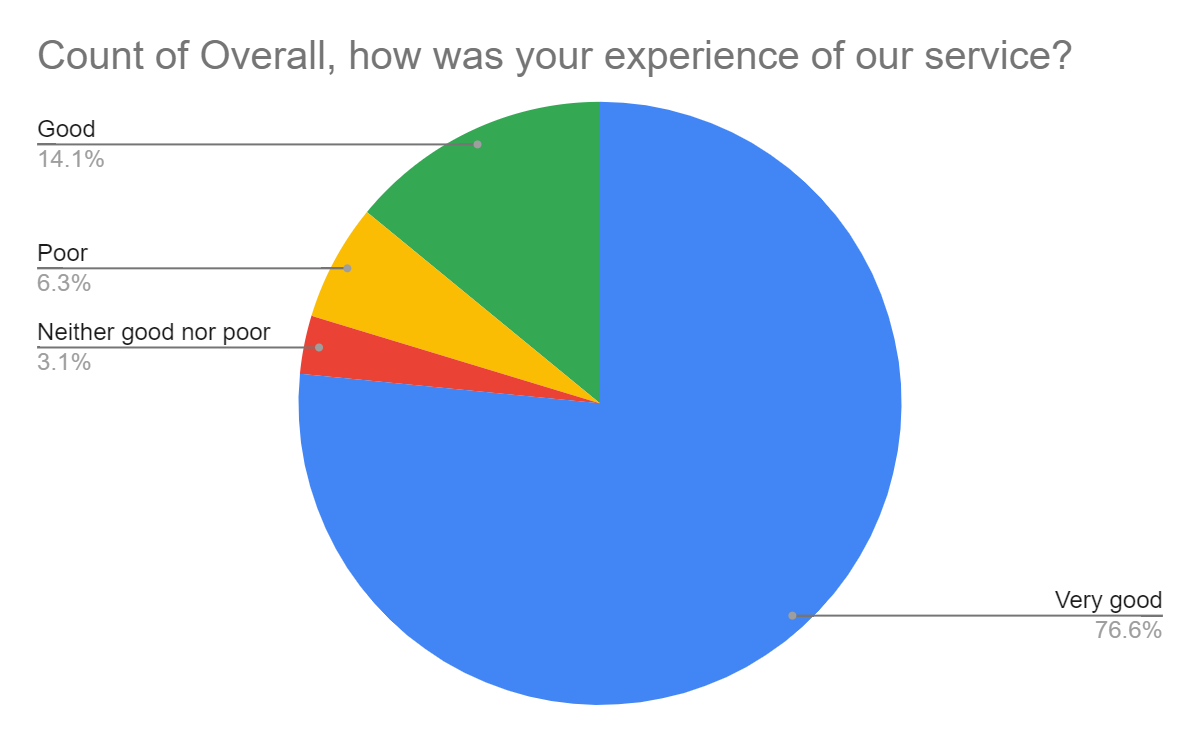 Count of Overall, how was your experience of our service?
Good
14.1%
Poor
6.3%
Neither good nor poor
3.1%
Very good
76.6%